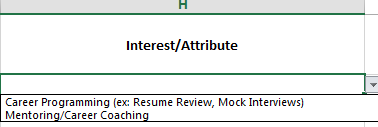 H
Interest/Attribute
Career Programming (ex: Resume Review, Mock Interviews)
Mentoring/Career Coaching